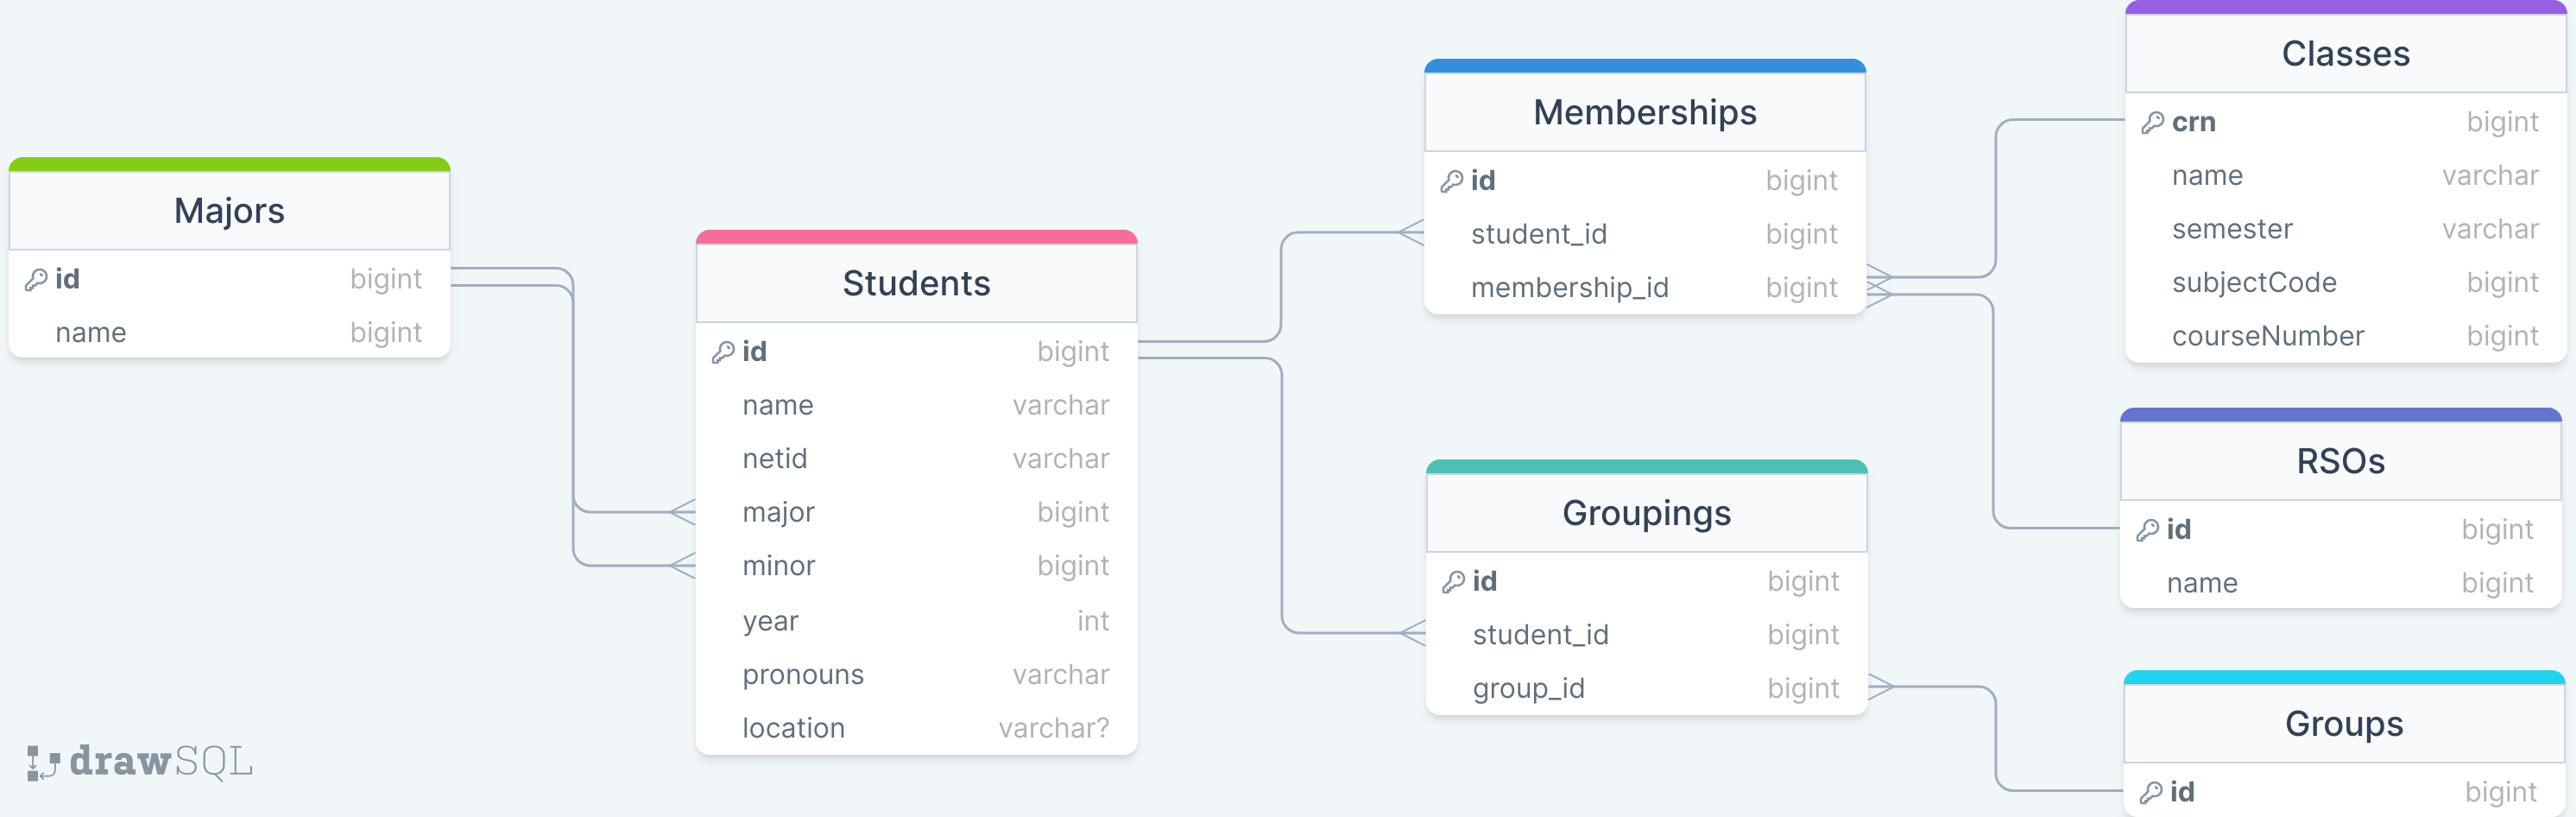 Majors
id bigint
name bigint
Students
id bigint
name varchar
netid varchar
major bigint
minor bigint
year int
pronouns varchar
location varchar?
Memberships
id bigint
student_id bigint
membership_id bigint
Groupings
id bigint
student_id bigint
group_id bigint
Classes
crn bigint
name varchar
semester varchar
subjectCode bigint
courseNumber bigint
RSOs
id bigint
name bigint
Groups
id bigint
drawSQL